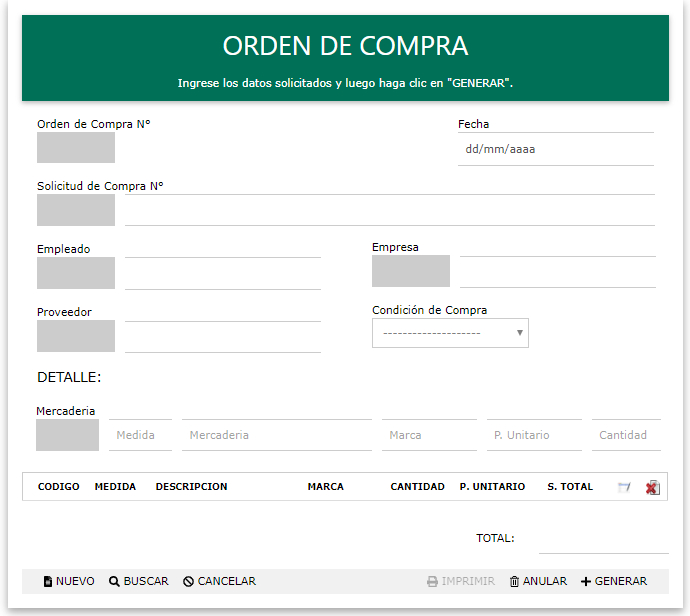 ORDEN DE COMPRA
Ingrese los datos solicitados y luego haga clic en "GENERAR".
Orden de Compra N° Fecha
dd/mm/aaaa
Solicitud de Compra N°
Empleado Empresa
Proveedor Condición de Compra
--------------------
DETALLE:
Mercaderia
Medida Mercaderia Marca P. Unitario Cantidad
CODIGO MEDIDA DESCRIPCION MARCA CANTIDAD P. UNITARIO S. TOTAL
TOTAL:
NUEVO BUSCAR CANCELAR IMPRIMIR ANULAR GENERAR